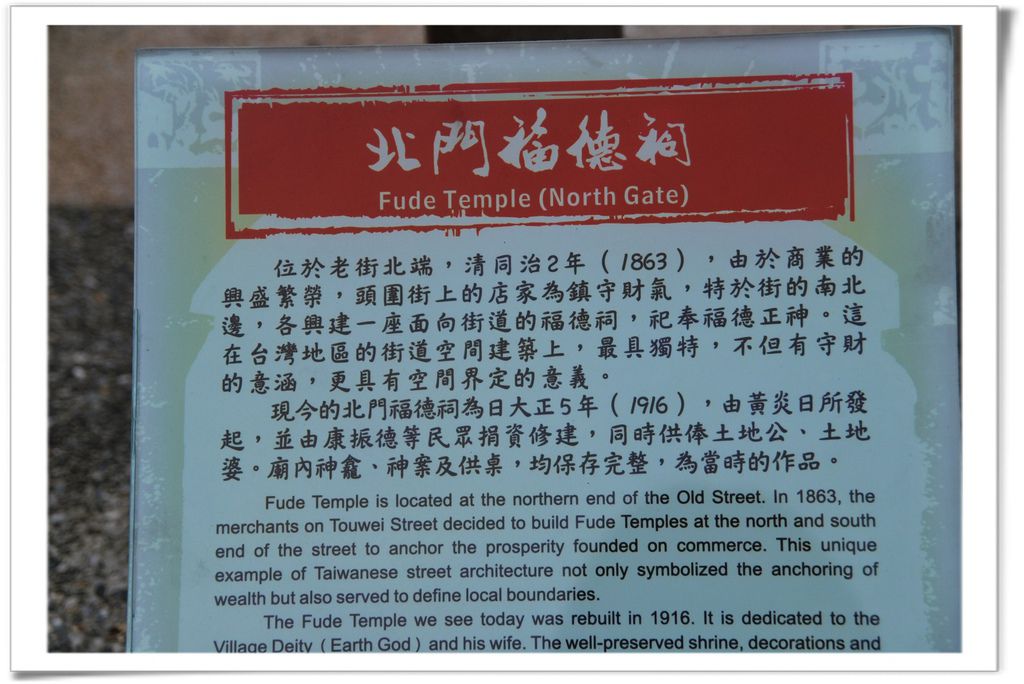 北門福德祠
Fude Temple (North Gate)
位於老街北端，清同治2年（1863），由於商業的
興盛繁榮，頭圍街上的店家為鎮守財氣，特於街的南北
邊，各興建一座面向街道的福德祠，祀奉福德正神。這
在台灣地區的街道空間建築上，最具獨特，不但有守財
的意涵，更具有空間界定的意義。
現今的北門福德祠為日大正5年（1916），由黃炎日所發
起，並由康振德等民眾捐資修建，同時供俸土地公、土地
婆。廟內神龕、神案及供桌，均保存完整，為當時的作品。
Fude Temple is located at the northern end of the Old Street. In 1863, the
merchants on Touwei Street decided to build Fude Temples at the north and south
end of the street to anchor the prosperity founded on commerce. This unique
example of Taiwanese street architecture not only symbolized the anchoring of
wealth but also served to define local boundaries.
The Fude Temple we see today was rebuilt in 1916. It is dedicated to the
Village Deity (Earth God) and his wife. The well-preserved shrine, decorations and